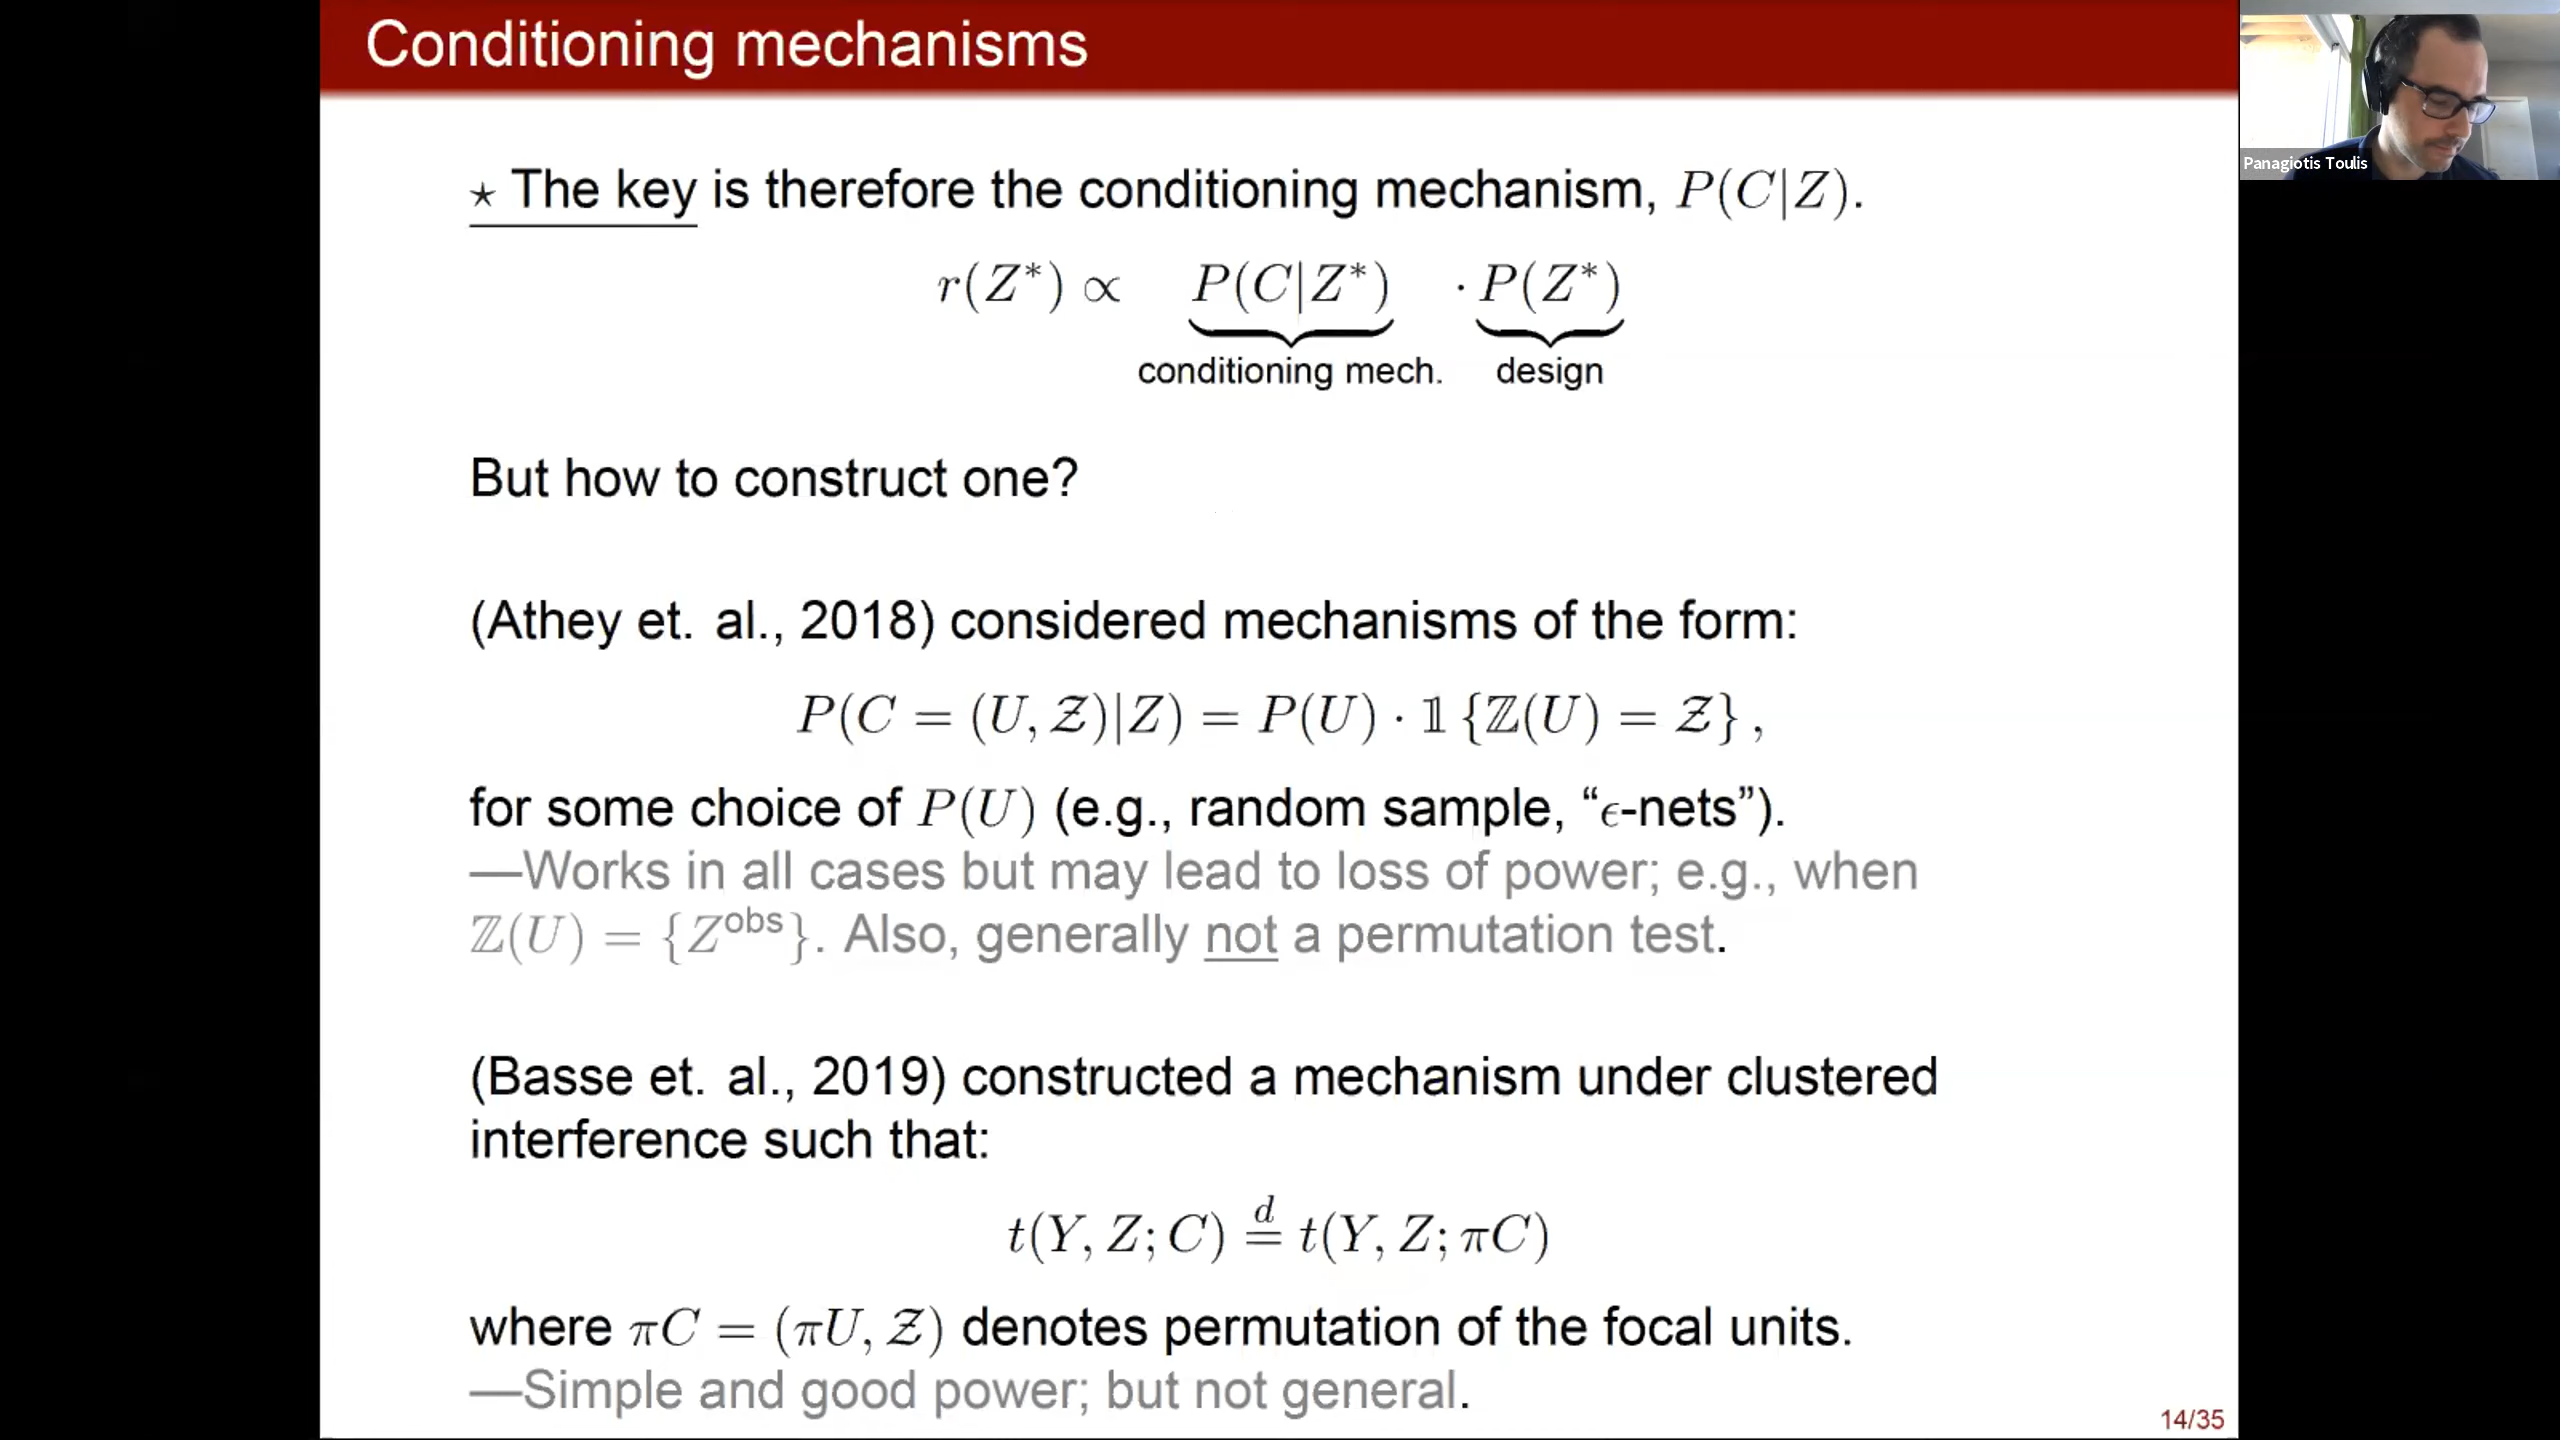 Conditioning mechanisms
Panagiotis Toulis
⋆ The key is therefore the conditioning mechanism, P(C|Z).
r(Z*) ∝ P(C|Z*) · P(Z*)
conditioning mech. design
But how to construct one?
(Athey et. al., 2018) considered mechanisms of the form:
P(C = (U, 𝒵)|Z) = P(U) · 𝟙 {ℤ(U) = 𝒵} ,
for some choice of P(U) (e.g., random sample, “ϵ-nets”).
—Works in all cases but may lead to loss of power; e.g., when
ℤ(U) = {Z^obs}. Also, generally not a permutation test.
(Basse et. al., 2019) constructed a mechanism under clustered
interference such that:
t(Y, Z; C) =^d t(Y, Z; πC)
where πC = (πU, 𝒵) denotes permutation of the focal units.
—Simple and good power; but not general.
14/35